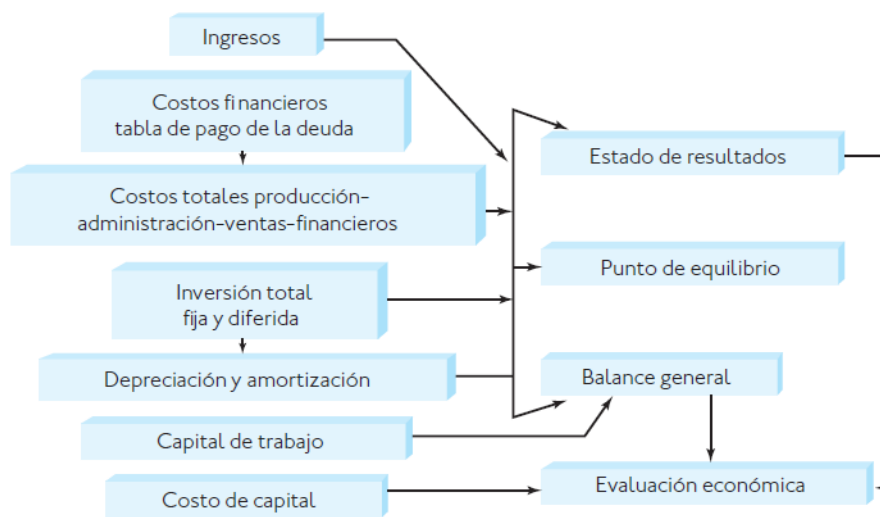 Ingresos
Costos financieros
tabla de pago de la deuda
Costos totales producción-
administración-ventas-financieros
Inversión total
fija y diferida
Depreciación y amortización
Capital de trabajo
Costo de capital
Estado de resultados
Punto de equilibrio
Balance general
Evaluación económica